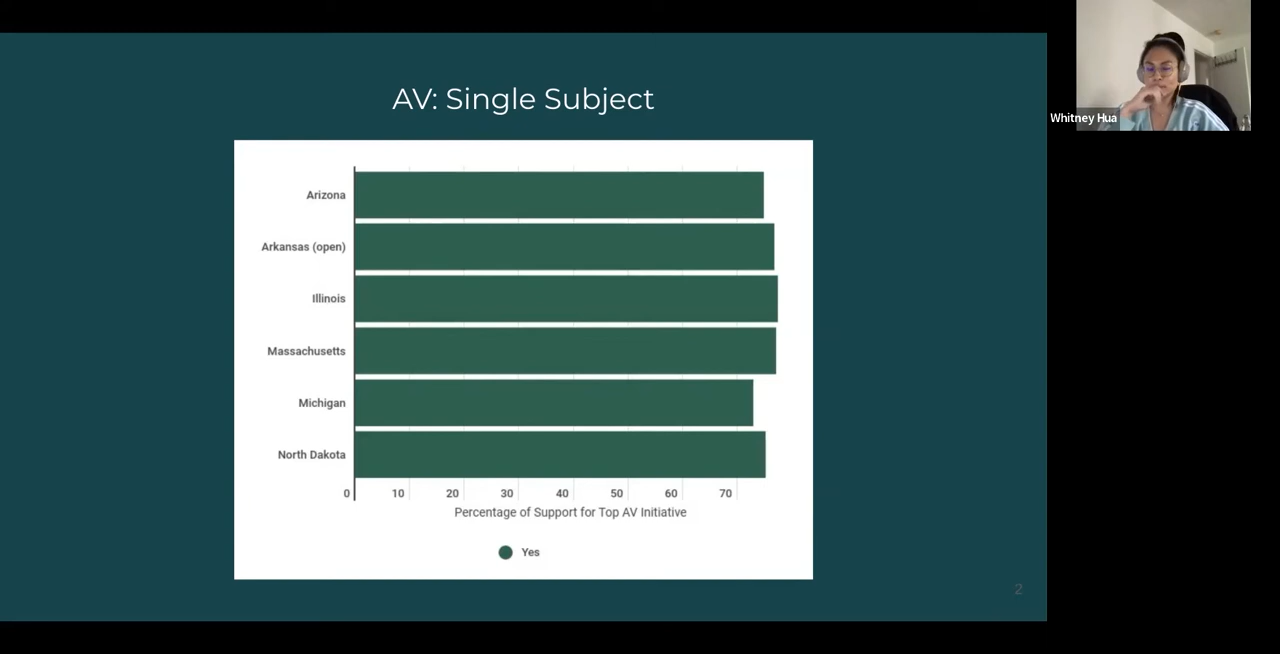 AV: Single Subject
Whitney Hua
Arizona
Arkansas (open)
Illinois
Massachusetts
Michigan
North Dakota
0 10 20 30 40 50 60 70
Percentage of Support for Top AV Initiative
Yes
2